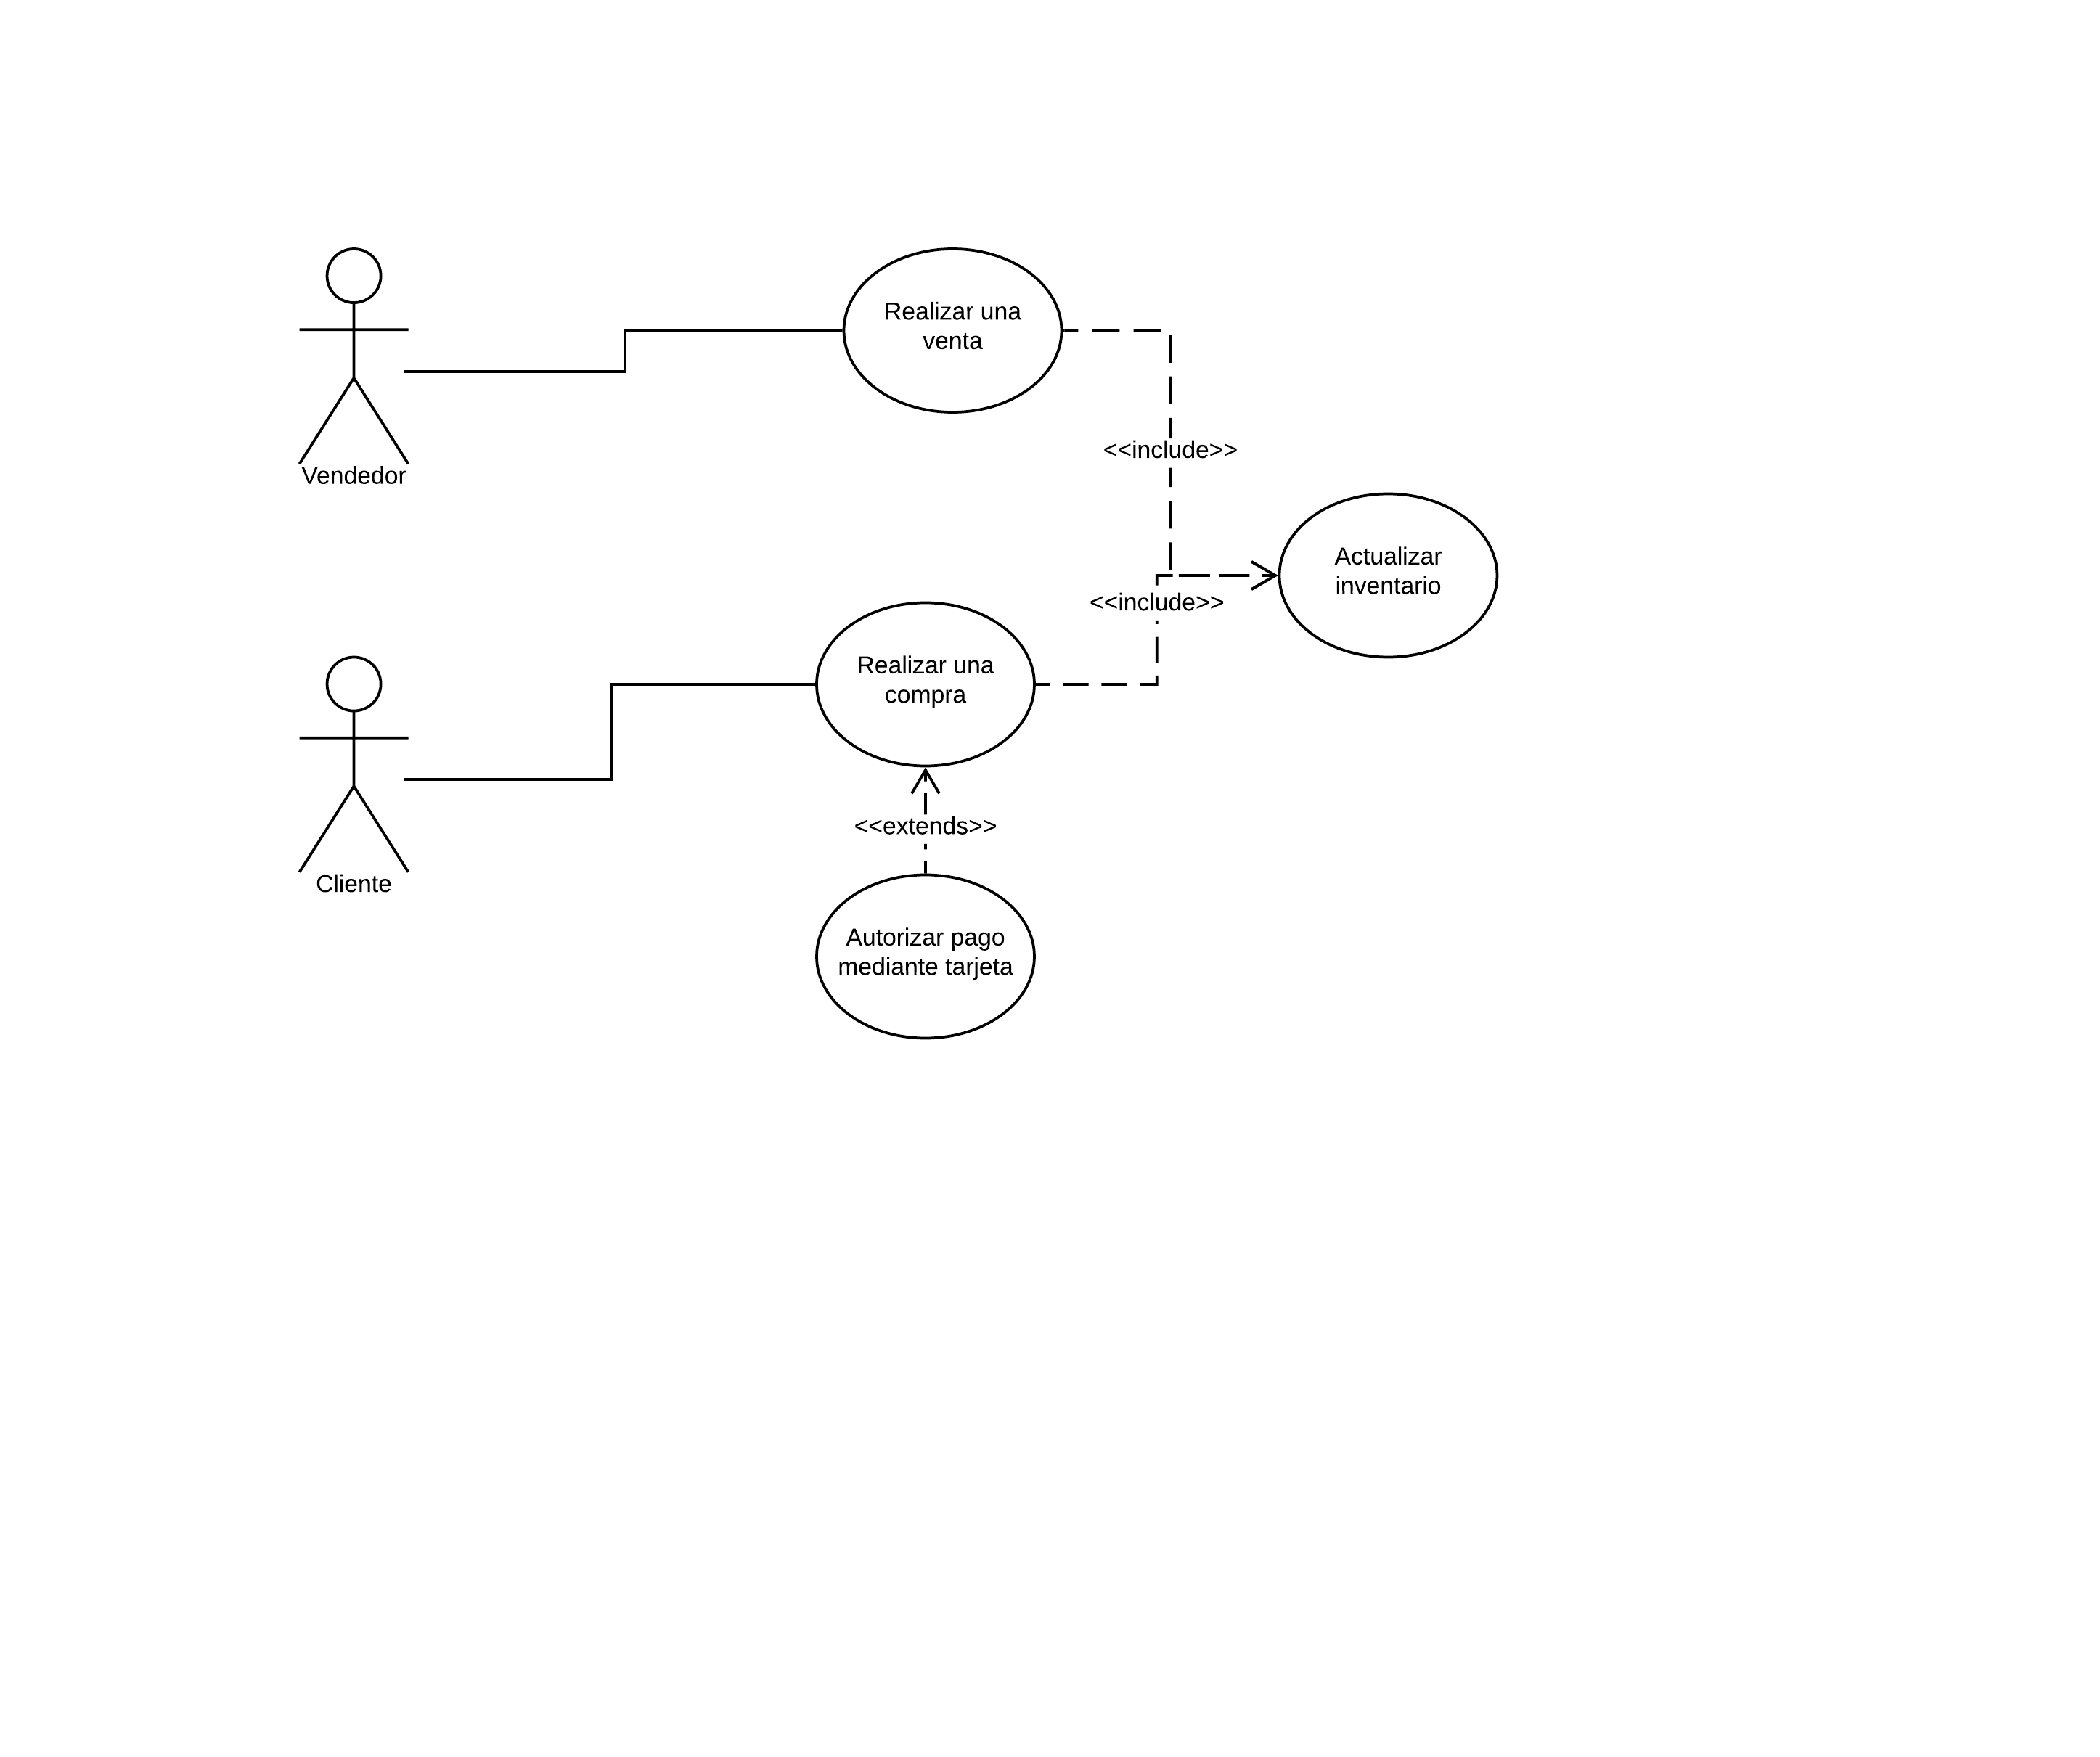 Realizar una
venta
<<include>>
Vendedor
Actualizar
inventario
<<include>>
Realizar una
compra
<<extends>>
Cliente
Autorizar pago
mediante tarjeta